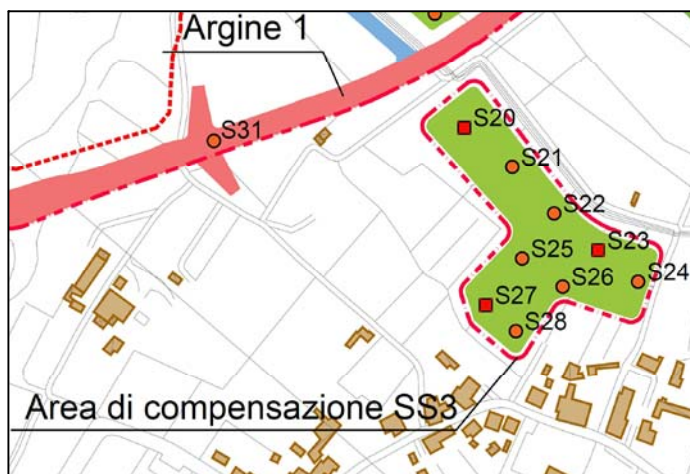 Argine 1
S31
S20
S21
S22
S23
S25
S24
S26
S27
S28
Area di compensazione SS3